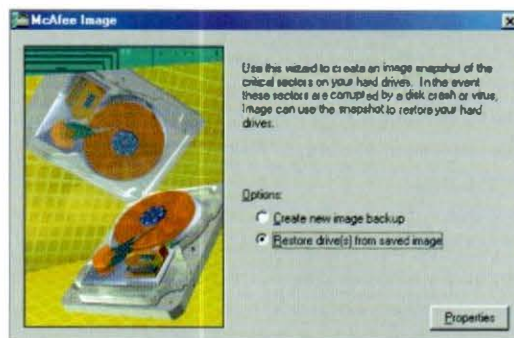 McAfee Image
Use this wizard to create an image snapshot of the
critical sectors on your hard drives. In the event
these sectors are corrupted by a disk crash or virus,
Image can use the snapshot to restore your hard
drives.
Options:
Create new image backup
Restore drive(s) from saved image
Properties